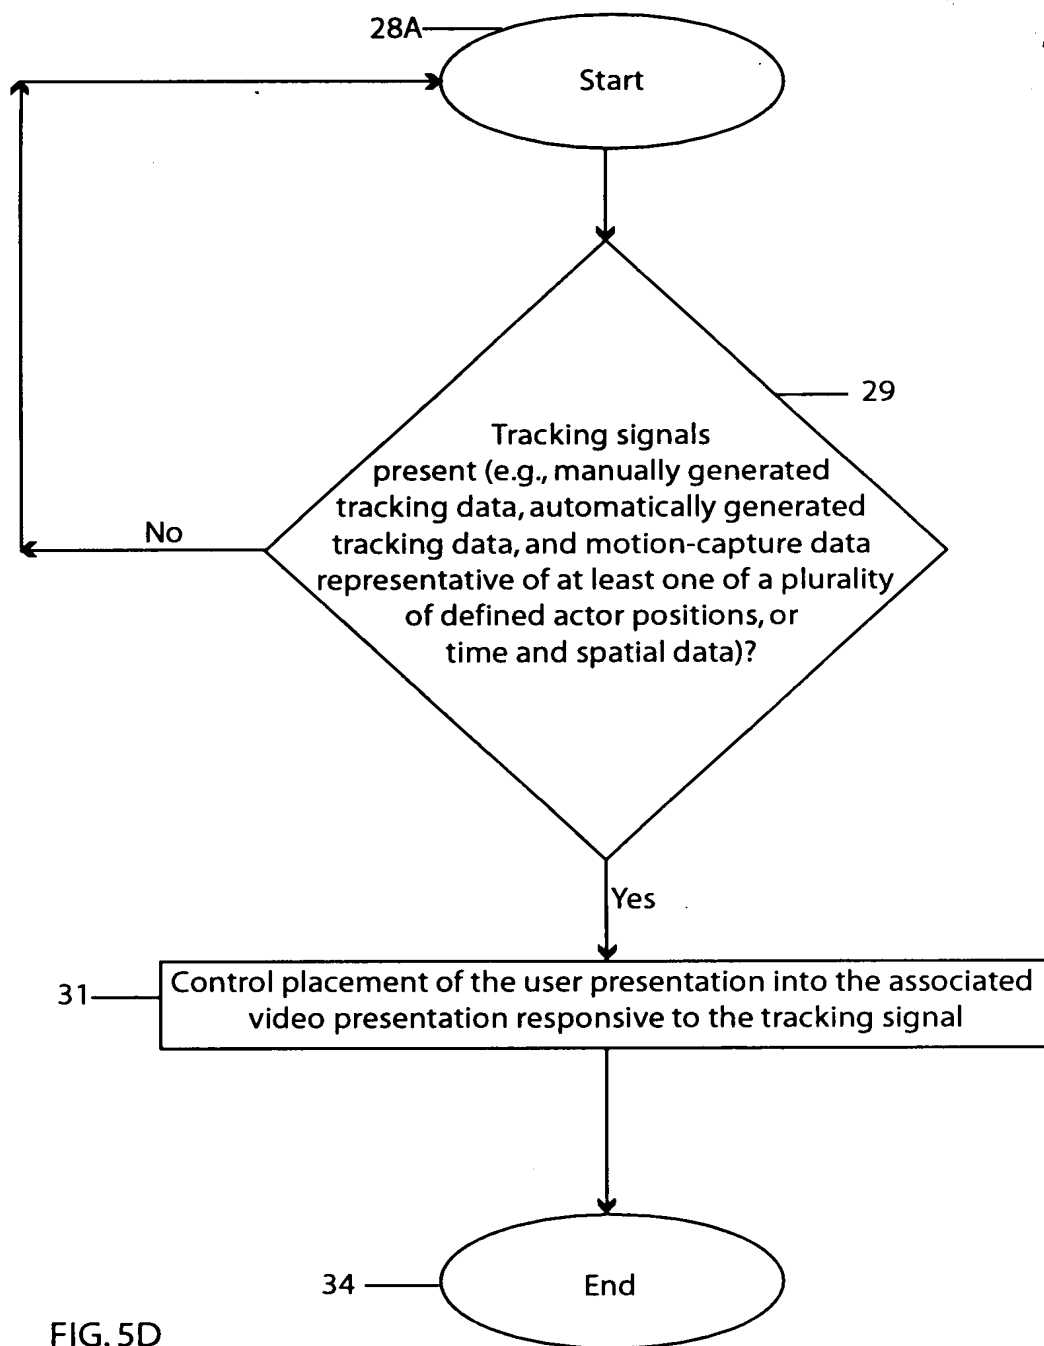 28A
Start
29
Tracking signals
present (e.g., manually generated
tracking data, automatically generated
tracking data, and motion-capture data
representative of at least one of a plurality
of defined actor positions, or
time and spatial data)?
No
Yes
31
Control placement of the user presentation into the associated
video presentation responsive to the tracking signal
34
End
FIG. 5D